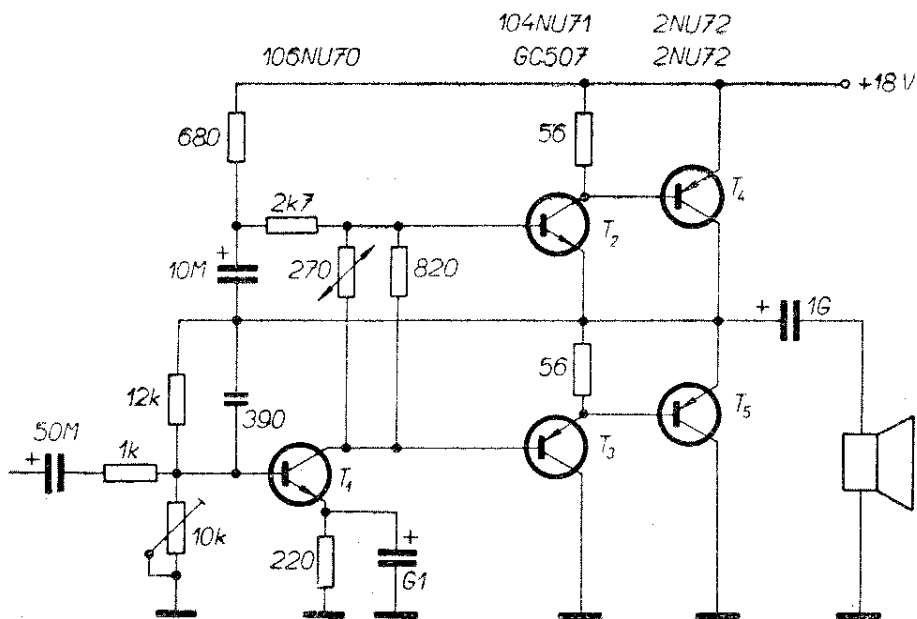 104NU71 2NU72
106NU70 GC507 2NU72
+18 V
680 56
2k7 T4
T2
10M + 270 820
+ 1G
56
12k 390
50M T5
+ 1k T3
T1
10k 220 +
G1